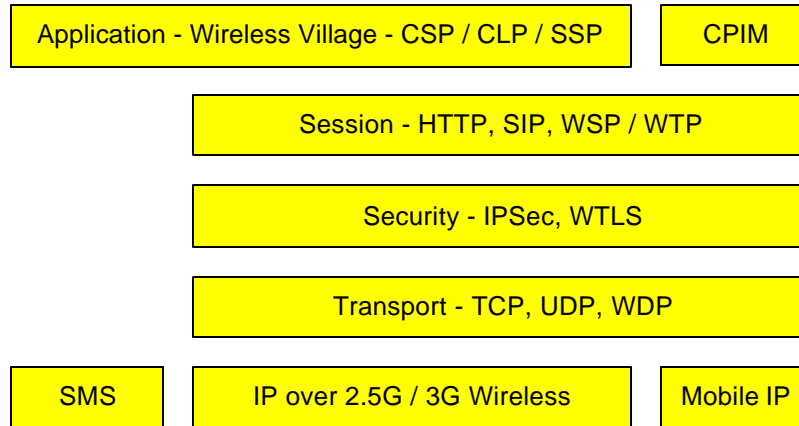 Application - Wireless Village - CSP / CLP / SSP
CPIM
Session - HTTP, SIP, WSP / WTP
Security - IPSec, WTLS
Transport - TCP, UDP, WDP
SMS
IP over 2.5G / 3G Wireless
Mobile IP